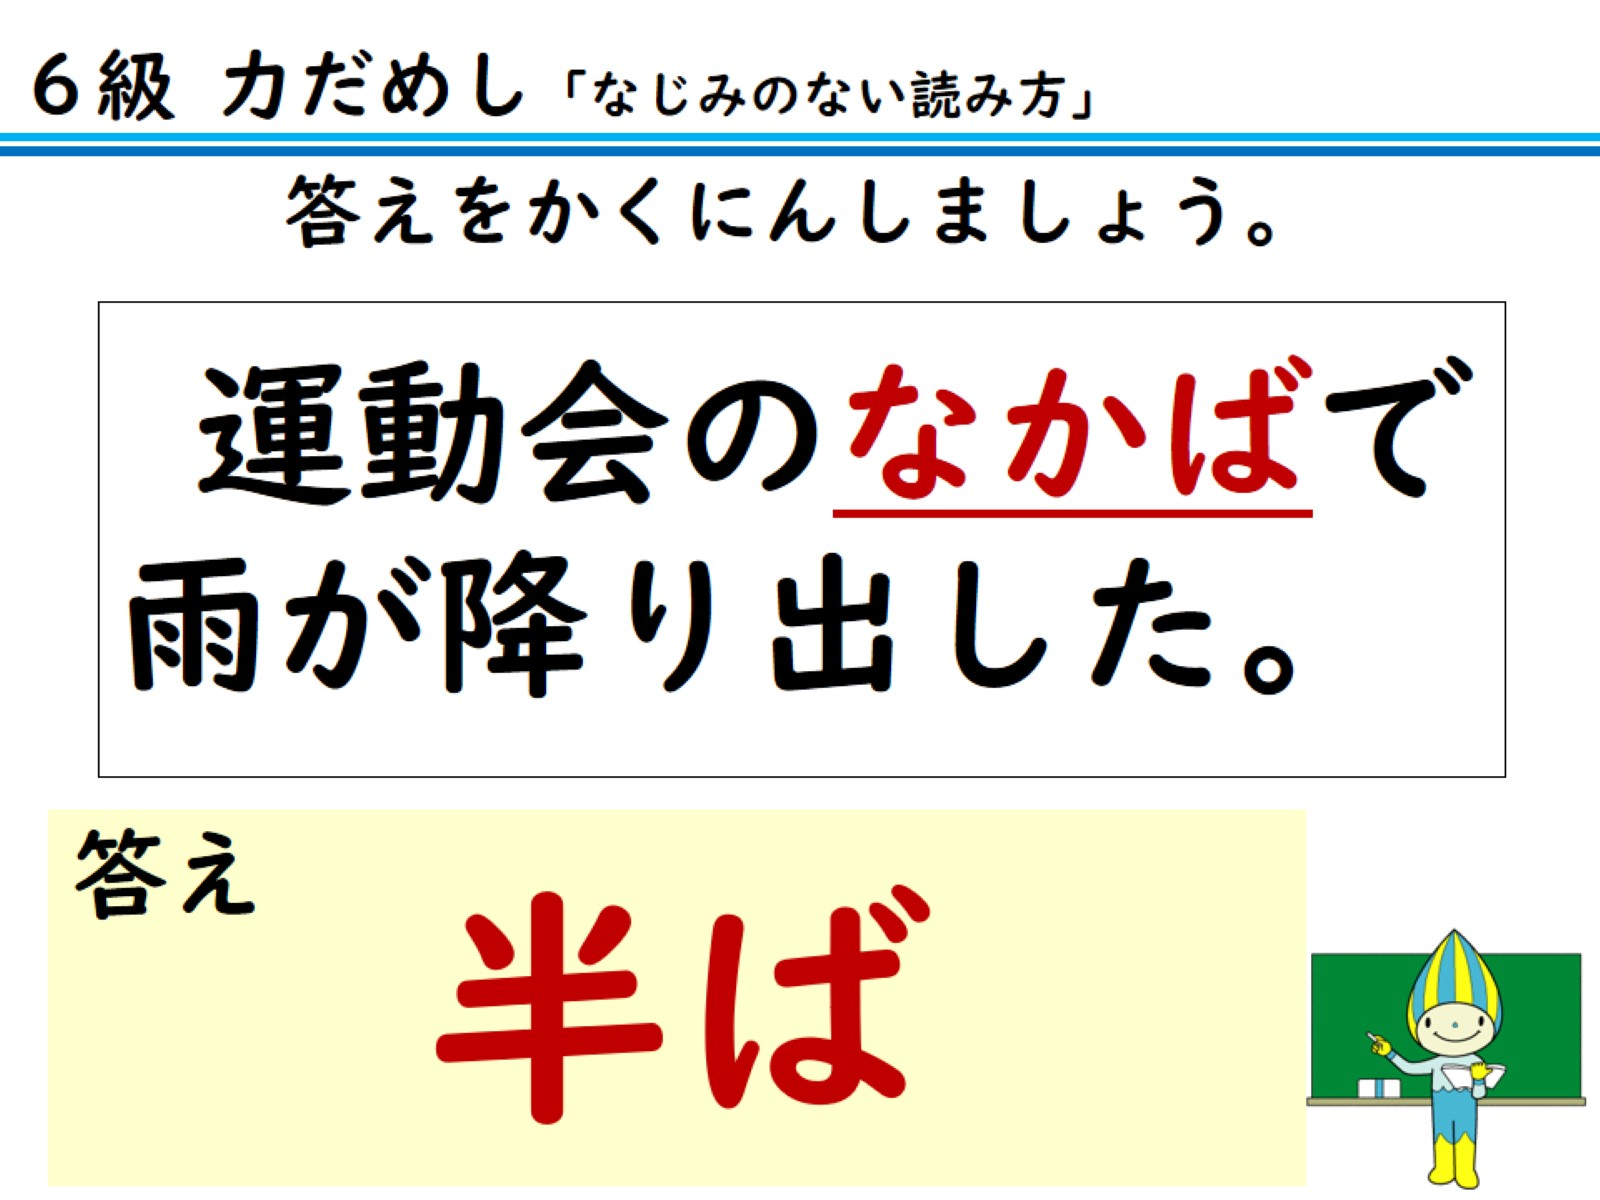 ６級 力だめし「なじみのない読み方」
答えをかくにんしましょう。
運動会のなかばで
雨が降り出した。
答え
半ば